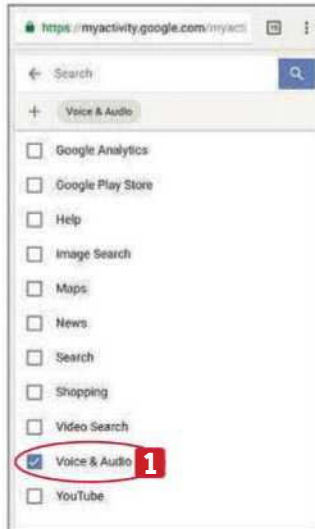 https://myactivity.google.com/myacti
Search
+ Voice & Audio
Google Analytics
Google Play Store
Help
Image Search
Maps
News
Search
Shopping
Video Search
Voice & Audio 1
YouTube